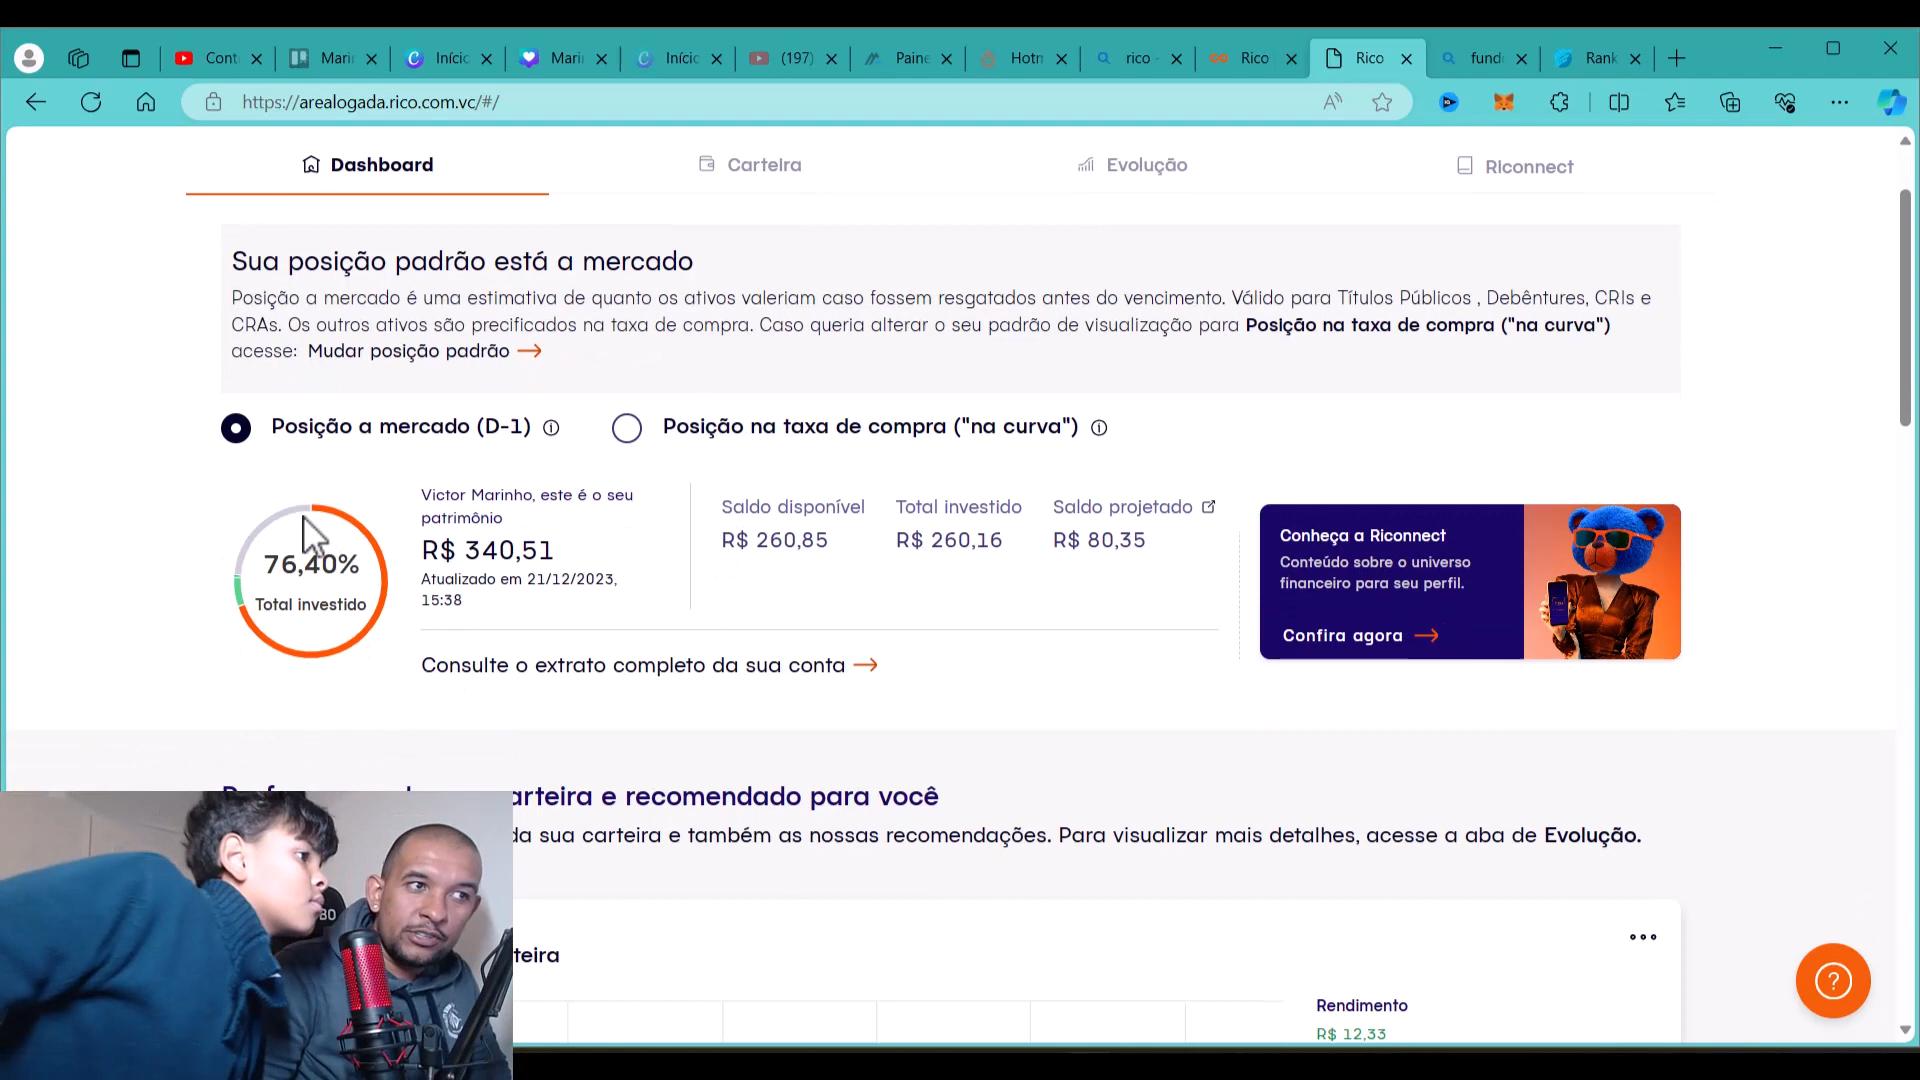 Cont
Marin
Início
Marin
Início
(197)
Paine
Hotm
rico -
Rico
Rico
fund
Rank
https://arealogada.rico.com.vc/#/
Dashboard
Carteira
Evolução
Riconnect
Sua posição padrão está a mercado
Posição a mercado é uma estimativa de quanto os ativos valeriam caso fossem resgatados antes do vencimento. Válido para Títulos Públicos , Debêntures, CRIs e
CRAs. Os outros ativos são precificados na taxa de compra. Caso queria alterar o seu padrão de visualização para Posição na taxa de compra ("na curva")
acesse: Mudar posição padrão
Posição a mercado (D-1)
Posição na taxa de compra ("na curva")
76,40%
Total investido
Victor Marinho, este é o seu
patrimônio
R$ 340,51
Atualizado em 21/12/2023,
15:38
Saldo disponível
R$ 260,85
Total investido
R$ 260,16
Saldo projetado
R$ 80,35
Consulte o extrato completo da sua conta
Conheça a Riconnect
Conteúdo sobre o universo
financeiro para seu perfil.
Confira agora
arteira e recomendado para você
da sua carteira e também as nossas recomendações. Para visualizar mais detalhes, acesse a aba de Evolução.
teira
Rendimento
R$ 12,33